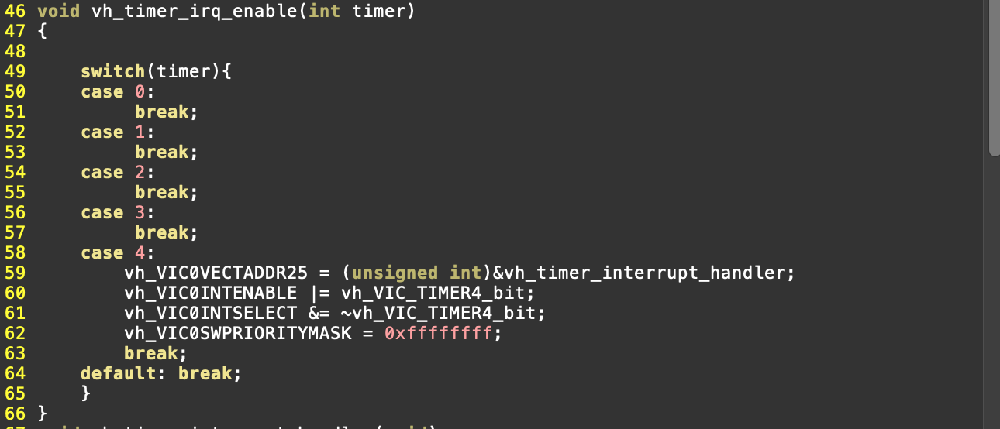 46 void vh_timer_irq_enable(int timer)
47 {
48
49     switch(timer){
50     case 0:
51          break;
52     case 1:
53          break;
54     case 2:
55          break;
56     case 3:
57          break;
58     case 4:
59         vh_VIC0VECTADDR25 = (unsigned int)&vh_timer_interrupt_handler;
60         vh_VIC0INTENABLE |= vh_VIC_TIMER4_bit;
61         vh_VIC0INTSELECT &= ~vh_VIC_TIMER4_bit;
62         vh_VIC0SWPRIORITYMASK = 0xffffffff;
63         break;
64     default: break;
65     }
66 }